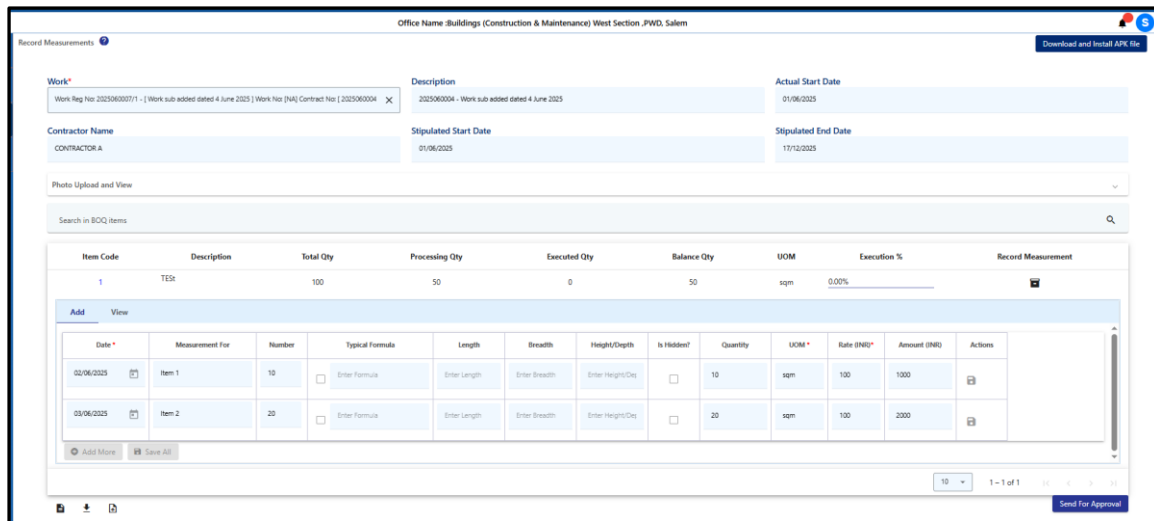 Office Name :Buildings (Construction & Maintenance) West Section ,PWD, Salem
S
Record Measurements ?
Download and Install APK file
Work* Description Actual Start Date
Work Reg No: 2025060007/1 - [ Work sub added dated 4 June 2025 ] Work No: [NA] Contract No: [ 2025060004 2025060004 - Work sub added dated 4 June 2025 01/06/2025
Contractor Name Stipulated Start Date Stipulated End Date
CONTRACTOR A 01/06/2025 17/12/2025
Photo Upload and View
Search in BOQ items
Item Code Description Total Qty Processing Qty Executed Qty Balance Qty UOM Execution % Record Measurement
1 TESt 100 50 0 50 sqm 0.00%
Add View
Date * Measurement For Number Typical Formula Length Breadth Height/Depth Is Hidden? Quantity UOM * Rate (INR)* Amount (INR) Actions
02/06/2025 Item 1 10 Enter Formula Enter Length Enter Breadth Enter Height/Dep 10 sqm 100 1000
03/06/2025 Item 2 20 Enter Formula Enter Length Enter Breadth Enter Height/Dep 20 sqm 100 2000
Add More Save All
10 1 – 1 of 1
Send For Approval